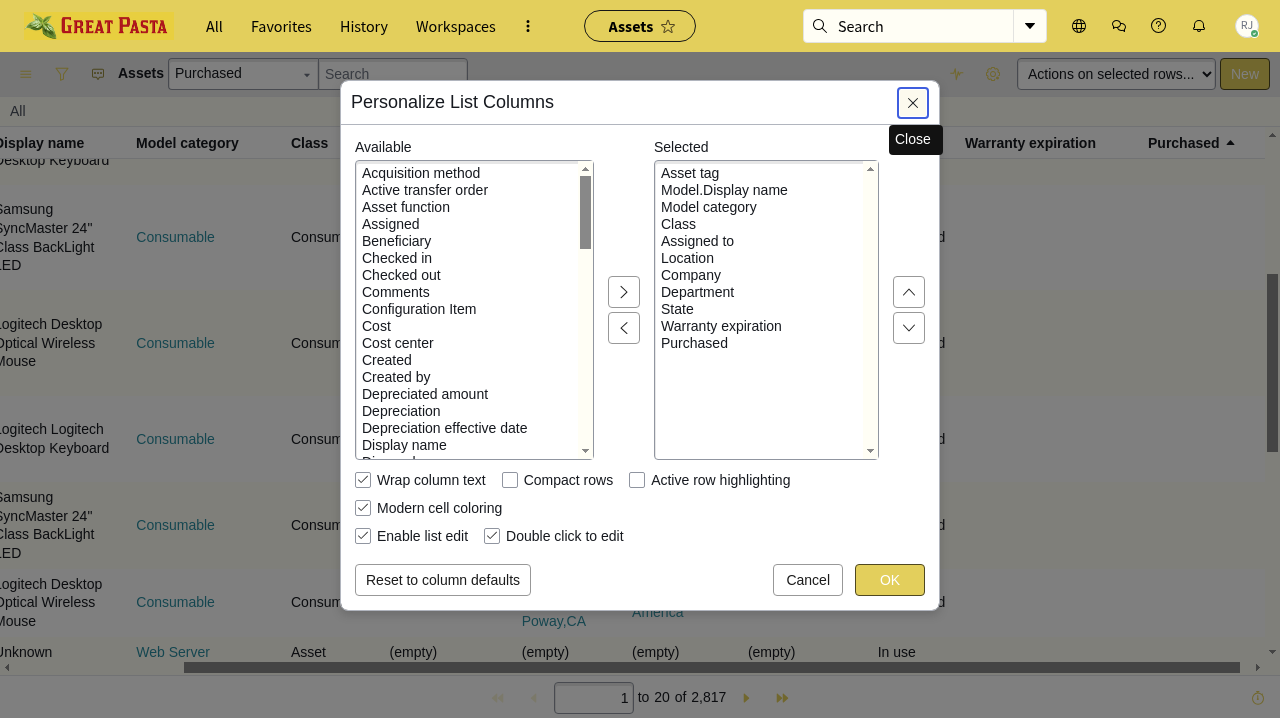 GREAT PASTA
All
Favorites
History
Workspaces
Assets
Search
RJ
Assets
Purchased
Search
Actions on selected rows...
New
All
Display name
Model category
Class
Warranty expiration
Purchased
Desktop Keyboard
Samsung
SyncMaster 24"
Class BackLight
LED
Consumable
Consum
Logitech Desktop
Optical Wireless
Mouse
Consumable
Consum
Logitech Logitech
Desktop Keyboard
Consumable
Consum
Samsung
SyncMaster 24"
Class BackLight
LED
Consumable
Consum
Logitech Desktop
Optical Wireless
Mouse
Consumable
Consum
Poway,CA
America
Unknown
Web Server
Asset
(empty)
(empty)
(empty)
(empty)
In use
1 to 20 of 2,817
Personalize List Columns
Close
Available
Acquisition method
Active transfer order
Asset function
Assigned
Beneficiary
Checked in
Checked out
Comments
Configuration Item
Cost
Cost center
Created
Created by
Depreciated amount
Depreciation
Depreciation effective date
Display name
Selected
Asset tag
Model.Display name
Model category
Class
Assigned to
Location
Company
Department
State
Warranty expiration
Purchased
Wrap column text
Compact rows
Active row highlighting
Modern cell coloring
Enable list edit
Double click to edit
Reset to column defaults
Cancel
OK